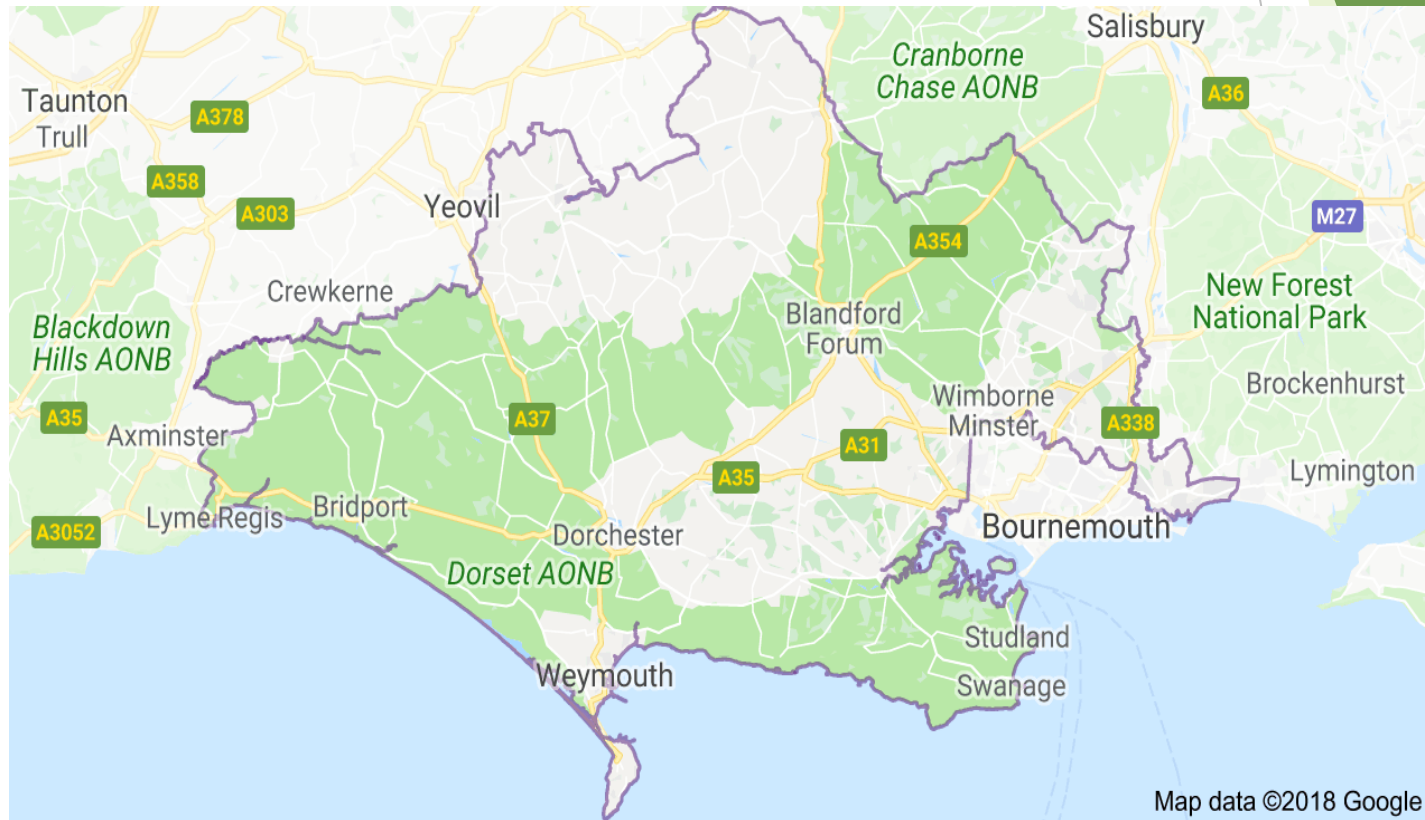 Salisbury
Cranborne
Chase AONB
Taunton
Trull
A36
A378
A358
A303
Yeovil
M27
A354
Crewkerne
New Forest
National Park
Blandford
Forum
Blackdown
Hills AONB
Brockenhurst
Wimborne
Minster
A35
A37
A338
Axminster
A31
A35
Lymington
Lyme Regis
Bridport
A3052
Dorchester
Bournemouth
Dorset AONB
Studland
Weymouth
Swanage
Map data ©2018 Google